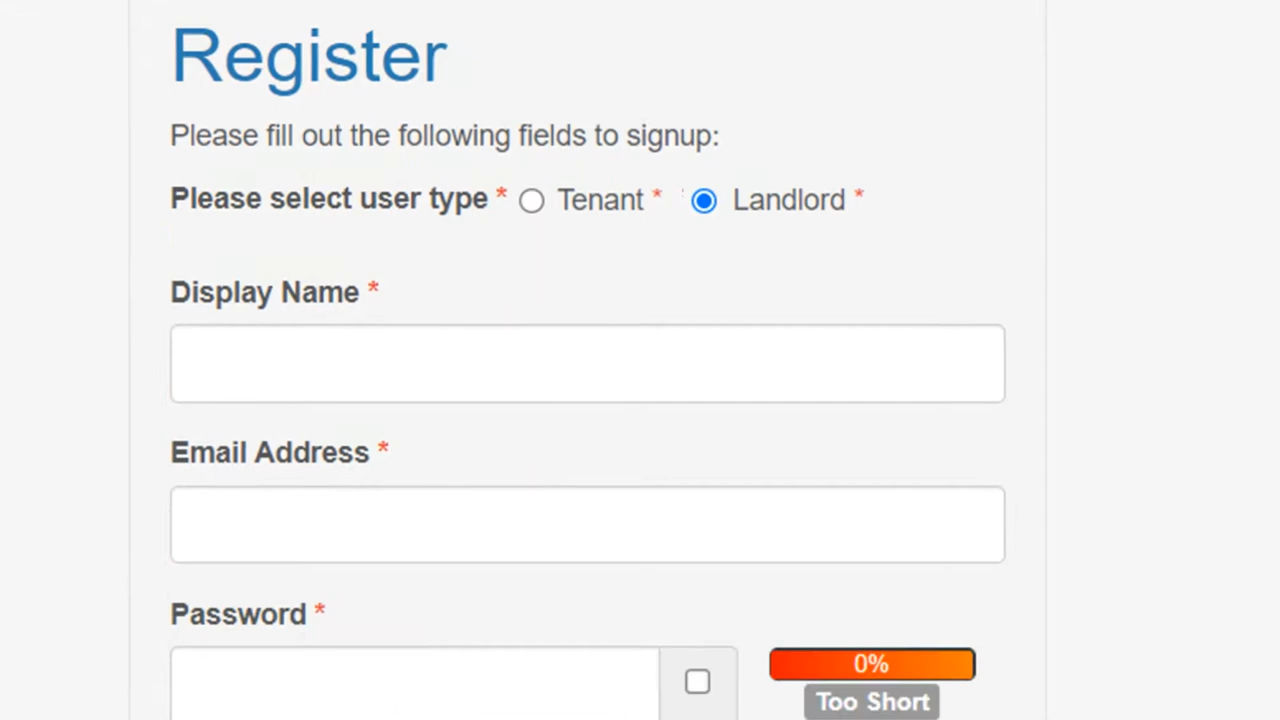 Register
Please fill out the following fields to signup:
Please select user type * Tenant * Landlord *
Display Name *
Email Address *
Password *
0%
Too Short